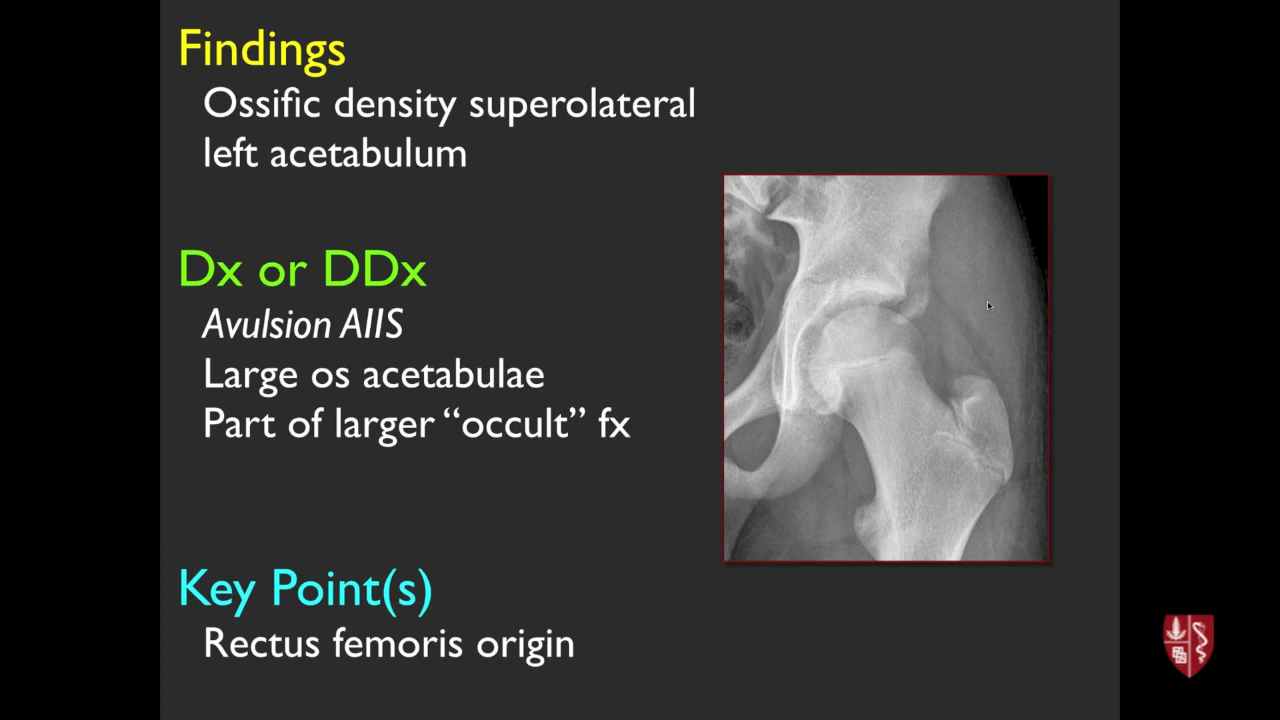 Findings
Ossific density superolateral
left acetabulum
Dx or DDx
Avulsion AIIS
Large os acetabulae
Part of larger “occult” fx
Key Point(s)
Rectus femoris origin